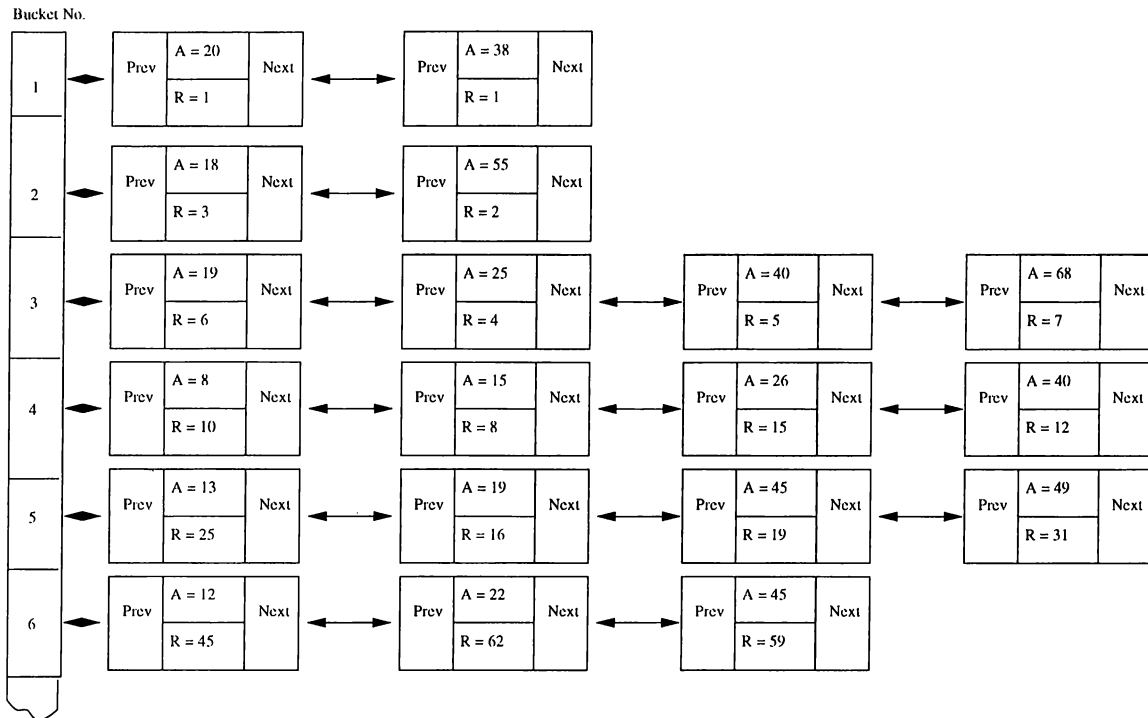 Bucket No.
1
Prev
A = 20
R = 1
Next
Prev
A = 38
R = 1
Next
2
Prev
A = 18
R = 3
Next
Prev
A = 55
R = 2
Next
3
Prev
A = 19
R = 6
Next
Prev
A = 25
R = 4
Next
Prev
A = 40
R = 5
Next
Prev
A = 68
R = 7
Next
4
Prev
A = 8
R = 10
Next
Prev
A = 15
R = 8
Next
Prev
A = 26
R = 15
Next
Prev
A = 40
R = 12
Next
5
Prev
A = 13
R = 25
Next
Prev
A = 19
R = 16
Next
Prev
A = 45
R = 19
Next
Prev
A = 49
R = 31
Next
6
Prev
A = 12
R = 45
Next
Prev
A = 22
R = 62
Next
Prev
A = 45
R = 59
Next